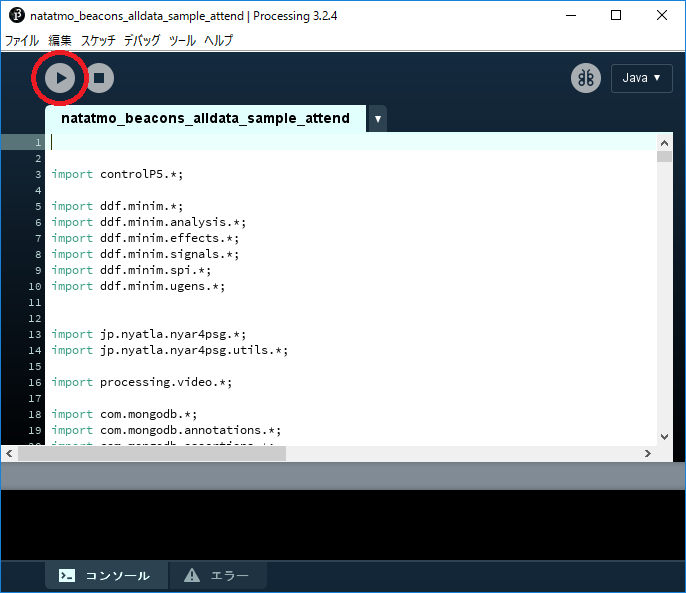 natatmo_beacons_alldata_sample_attend | Processing 3.2.4
ファイル 編集 スケッチ デバッグ ツール ヘルプ
Java ▼
natatmo_beacons_alldata_sample_attend ▼
1
2
3 import controlP5.*;
4
5 import ddf.minim.*;
6 import ddf.minim.analysis.*;
7 import ddf.minim.effects.*;
8 import ddf.minim.signals.*;
9 import ddf.minim.spi.*;
10 import ddf.minim.ugens.*;
11
12
13 import jp.nyatla.nyar4psg.*;
14 import jp.nyatla.nyar4psg.utils.*;
15
16 import processing.video.*;
17
18 import com.mongodb.*;
19 import com.mongodb.annotations.*;
20 import com.mongodb.assertions.*;
コンソール エラー